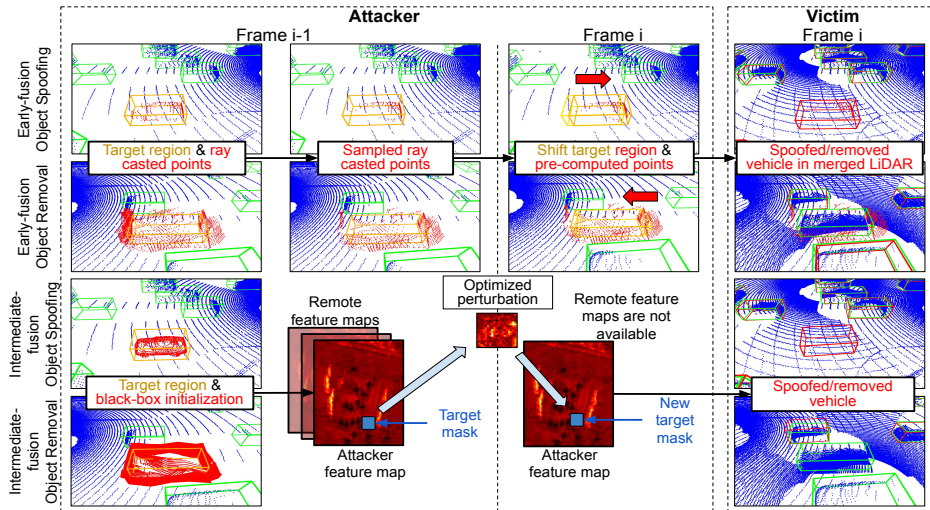 Attacker
Victim
Frame i-1
Frame i
Frame i
Early-fusion
Object Spoofing
Target region & ray
casted points
Sampled ray
casted points
Shift target region &
pre-computed points
Spoofed/removed
vehicle in merged LiDAR
Early-fusion
Object Removal
Intermediate-
fusion
Object Spoofing
Remote
feature maps
Optimized
perturbation
Remote feature
maps are not
available
Target region &
black-box initialization
Spoofed/removed
vehicle
Intermediate-
fusion
Object Removal
Target
mask
New
target
mask
Attacker
feature map
Attacker
feature map